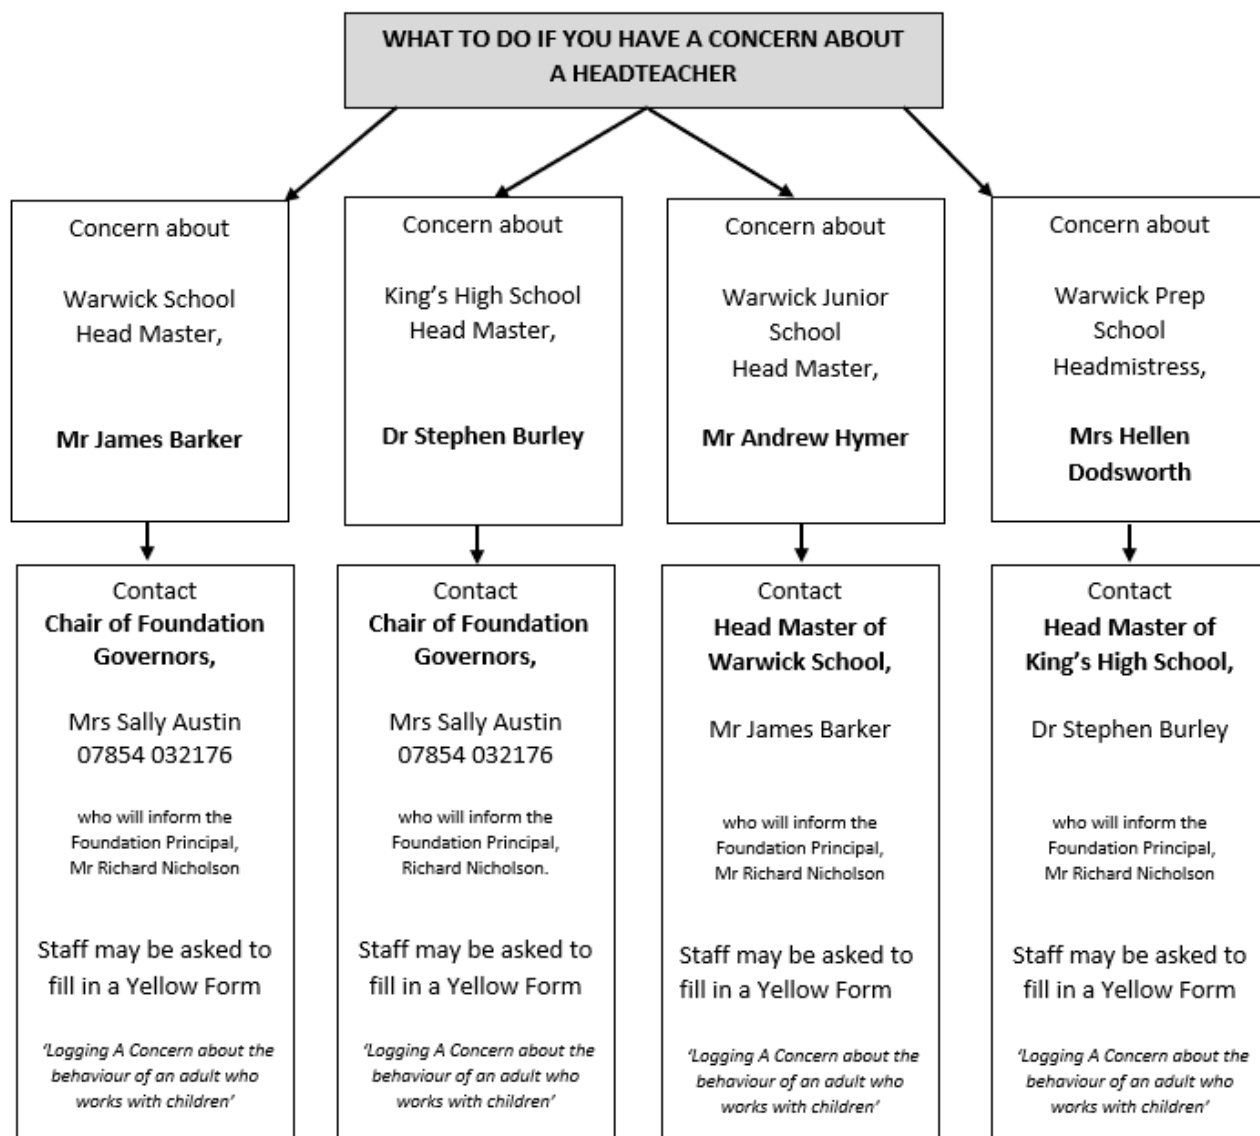 WHAT TO DO IF YOU HAVE A CONCERN ABOUT
A HEADTEACHER
Concern about
Warwick School
Head Master,
Mr James Barker
Concern about
King's High School
Head Master,
Dr Stephen Burley
Concern about
Warwick Junior
School
Head Master,
Mr Andrew Hymer
Concern about
Warwick Prep
School
Headmistress,
Mrs Hellen
Dodsworth
Contact
Chair of Foundation
Governors,
Mrs Sally Austin
07854 032176
who will inform the
Foundation Principal,
Mr Richard Nicholson
Staff may be asked to
fill in a Yellow Form
‘Logging A Concern about the
behaviour of an adult who
works with children’
Contact
Chair of Foundation
Governors,
Mrs Sally Austin
07854 032176
who will inform the
Foundation Principal,
Richard Nicholson.
Staff may be asked to
fill in a Yellow Form
‘Logging A Concern about the
behaviour of an adult who
works with children’
Contact
Head Master of
Warwick School,
Mr James Barker
who will inform the
Foundation Principal,
Mr Richard Nicholson
Staff may be asked to
fill in a Yellow Form
‘Logging A Concern about the
behaviour of an adult who
works with children’
Contact
Head Master of
King's High School,
Dr Stephen Burley
who will inform the
Foundation Principal,
Mr Richard Nicholson
Staff may be asked to
fill in a Yellow Form
‘Logging A Concern about the
behaviour of an adult who
works with children’